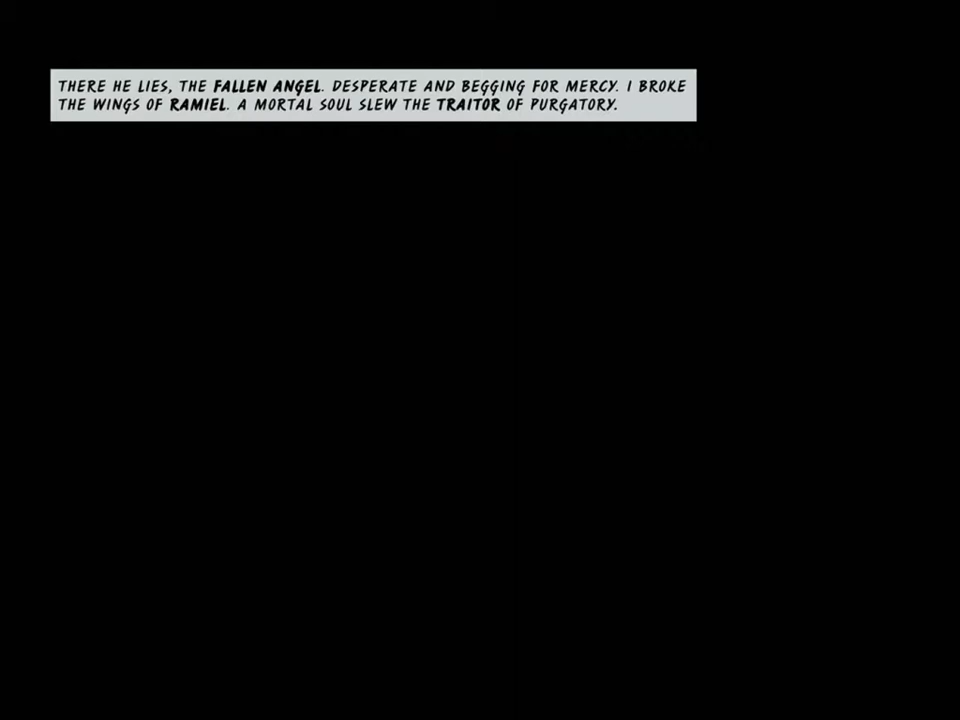 THERE HE LIES, THE FALLEN ANGEL. DESPERATE AND BEGGING FOR MERCY. I BROKE
THE WINGS OF RAMIEL. A MORTAL SOUL SLEW THE TRAITOR OF PURGATORY.